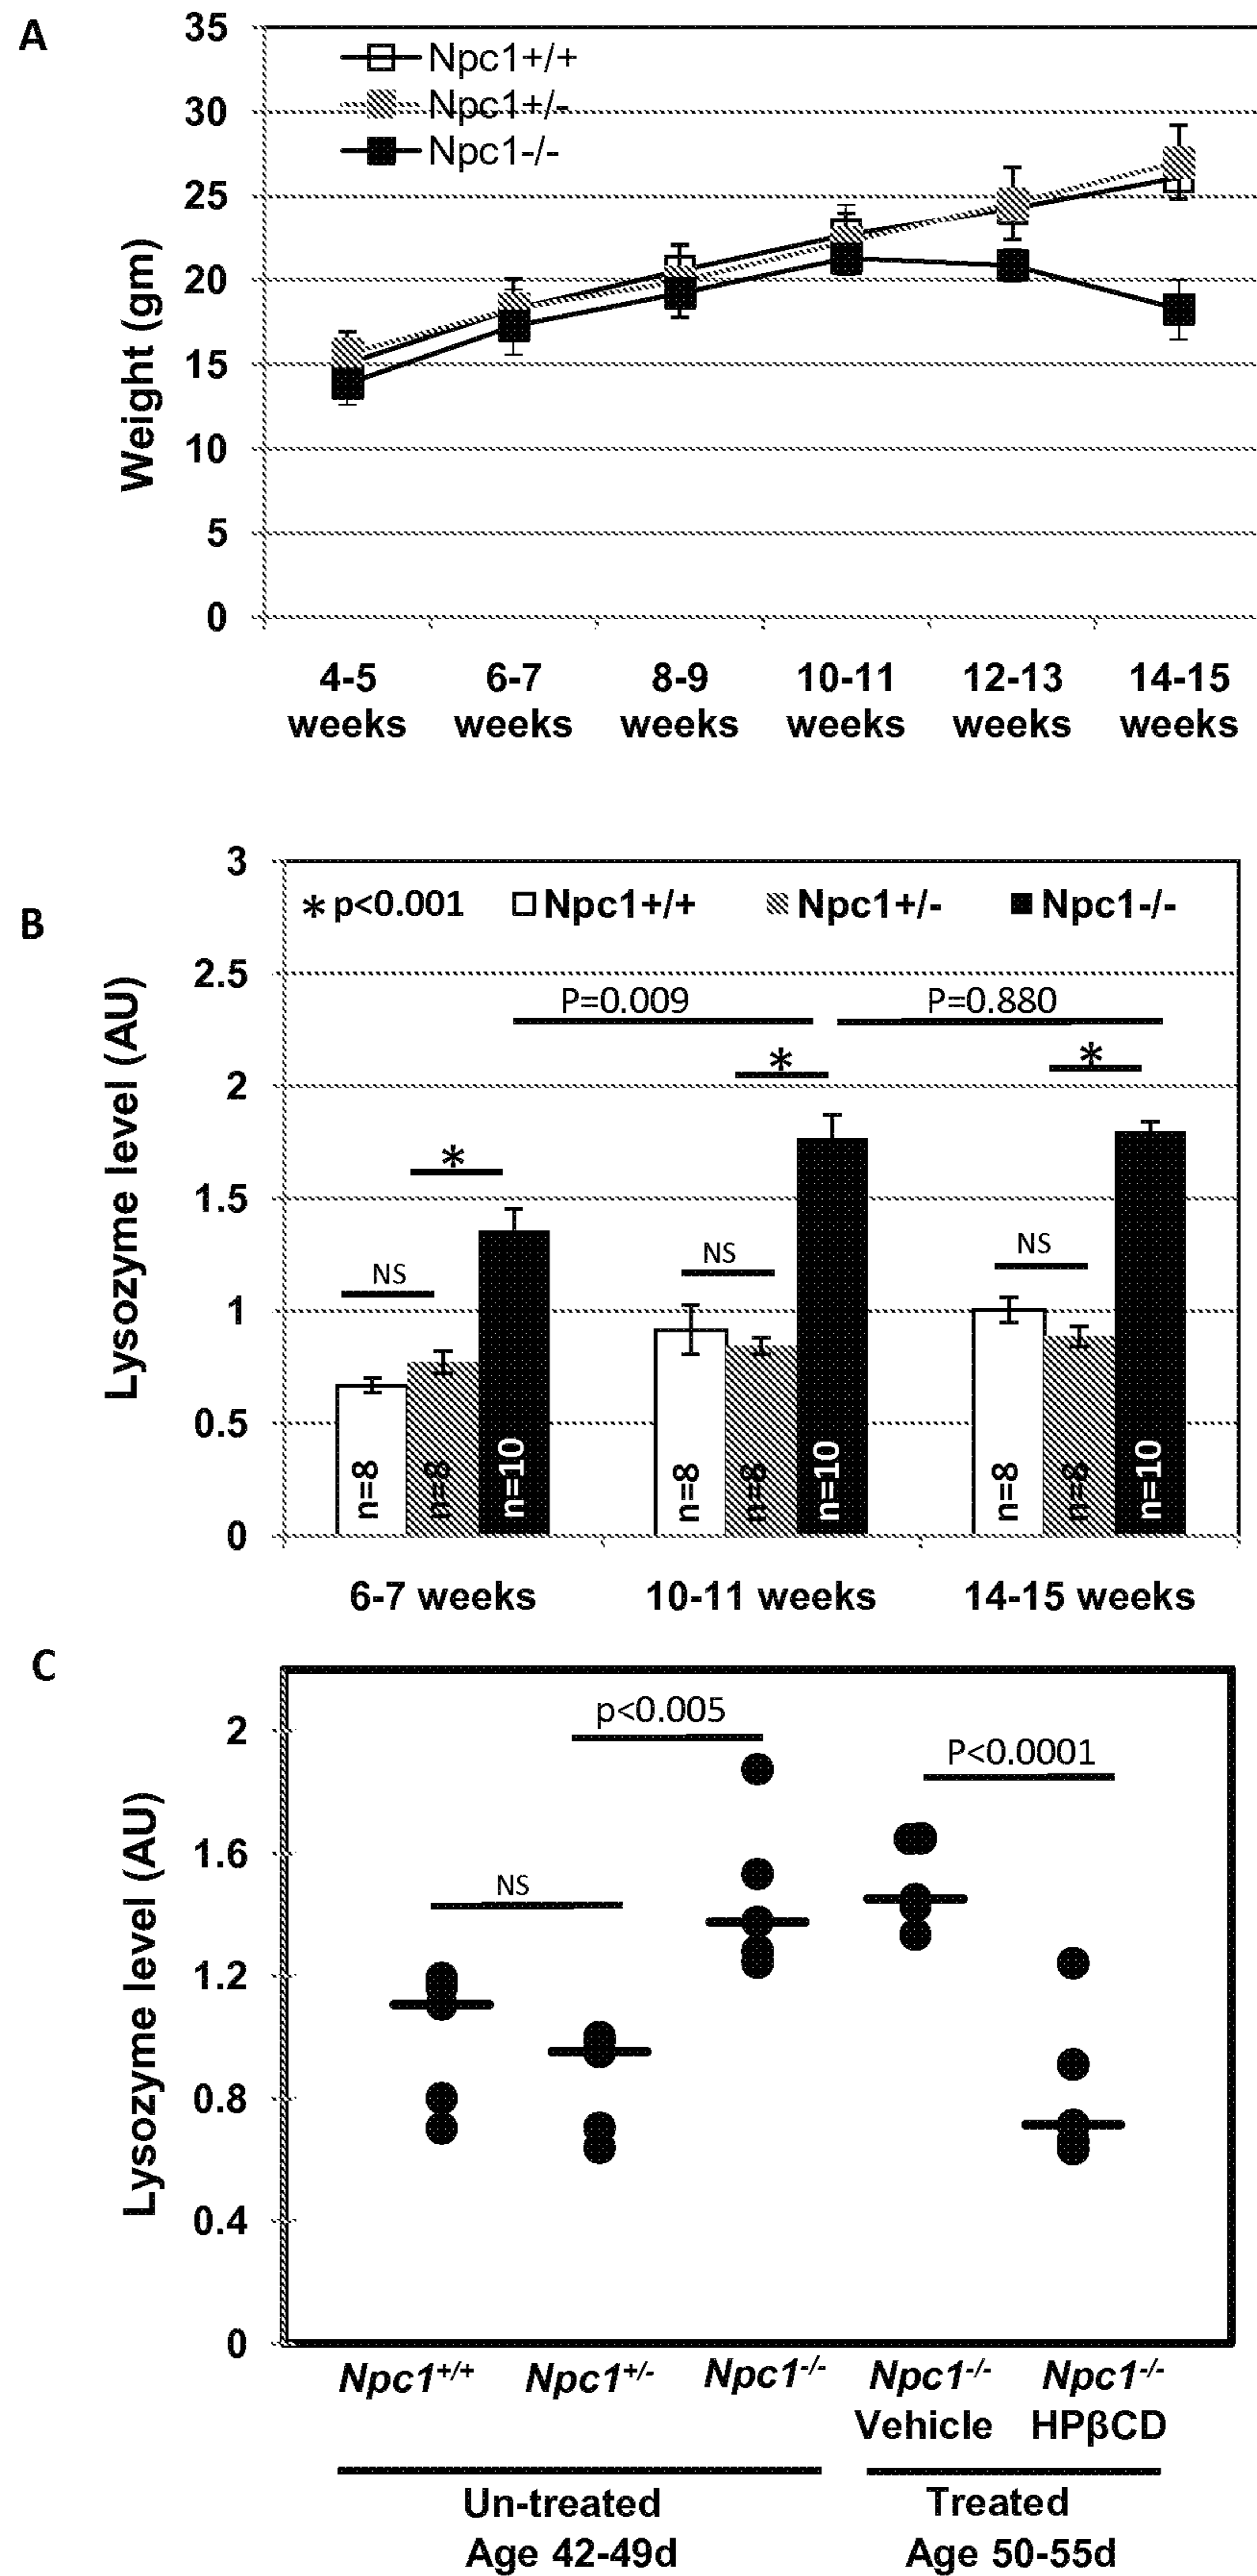 A
35
30
25
20
15
10
5
0
Weight (gm)
Npc1+/+
Npc1+/-
Npc1-/-
4-5 weeks
6-7 weeks
8-9 weeks
10-11 weeks
12-13 weeks
14-15 weeks
B
3
2.5
2
1.5
1
0.5
0
Lysozyme level (AU)
* p<0.001 Npc1+/+ Npc1+/- Npc1-/-
P=0.009 P=0.880
* * *
NS NS NS
n=8 n=8 n=10 n=8 n=8 n=10 n=8 n=8 n=10
6-7 weeks 10-11 weeks 14-15 weeks
C
2
1.6
1.2
0.8
0.4
0
Lysozyme level (AU)
p<0.005
P<0.0001
NS
Npc1+/+ Npc1+/- Npc1-/- Npc1-/- Npc1-/-
Vehicle HPβCD
Un-treated Treated
Age 42-49d Age 50-55d